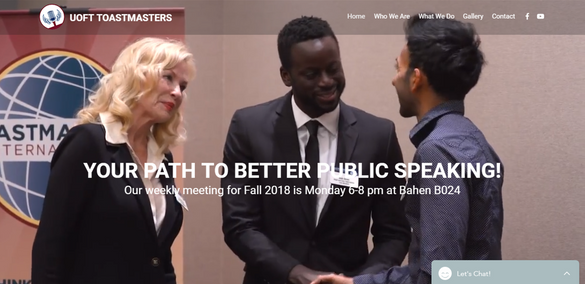 UOFT TOASTMASTERS
Home Who We Are What We Do Gallery Contact
YOUR PATH TO BETTER PUBLIC SPEAKING!
Our weekly meeting for Fall 2018 is Monday 6-8 pm at Bahen B024
Let's Chat!